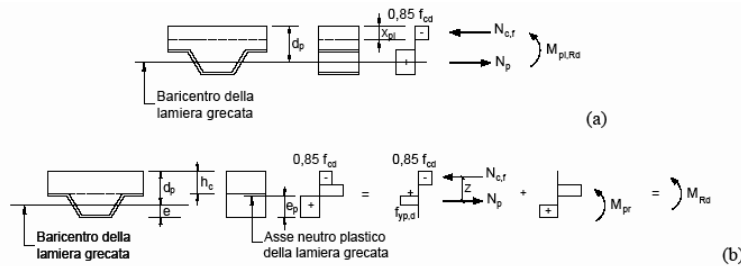 0,85 f_cd
x_pl
d_p
N_c,f
N_p
M_pl,Rd
-
+
Baricentro della
lamiera grecata
(a)
0,85 f_cd
0,85 f_cd
h_c
d_p
e
e_p
-
+
=
-
+
f_yp,d
z
N_c,f
N_p
+
+
M_pr
=
M_Rd
Baricentro della
lamiera grecata
Asse neutro plastico
della lamiera grecata
(b)